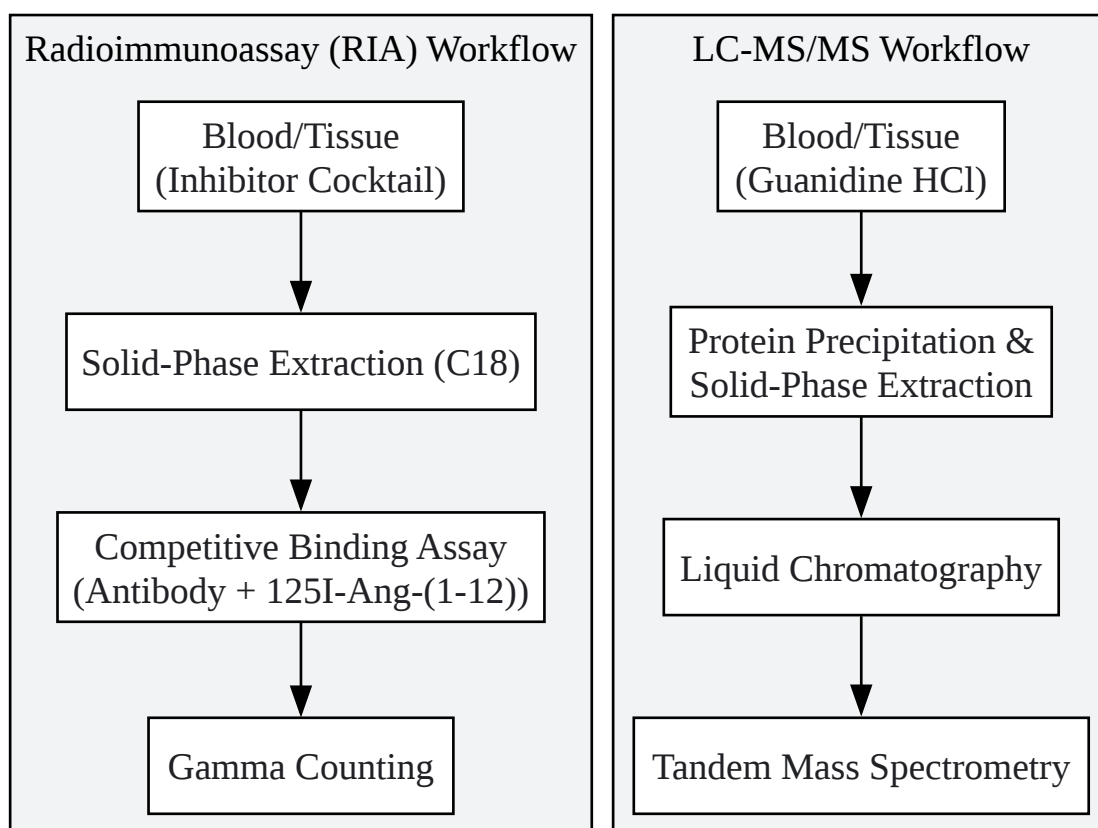 Radioimmunoassay (RIA) Workflow
Blood/Tissue
(Inhibitor Cocktail)
Solid-Phase Extraction (C18)
Competitive Binding Assay
(Antibody + 125I-Ang-(1-12))
Gamma Counting
LC-MS/MS Workflow
Blood/Tissue
(Guanidine HCl)
Protein Precipitation &
Solid-Phase Extraction
Liquid Chromatography
Tandem Mass Spectrometry